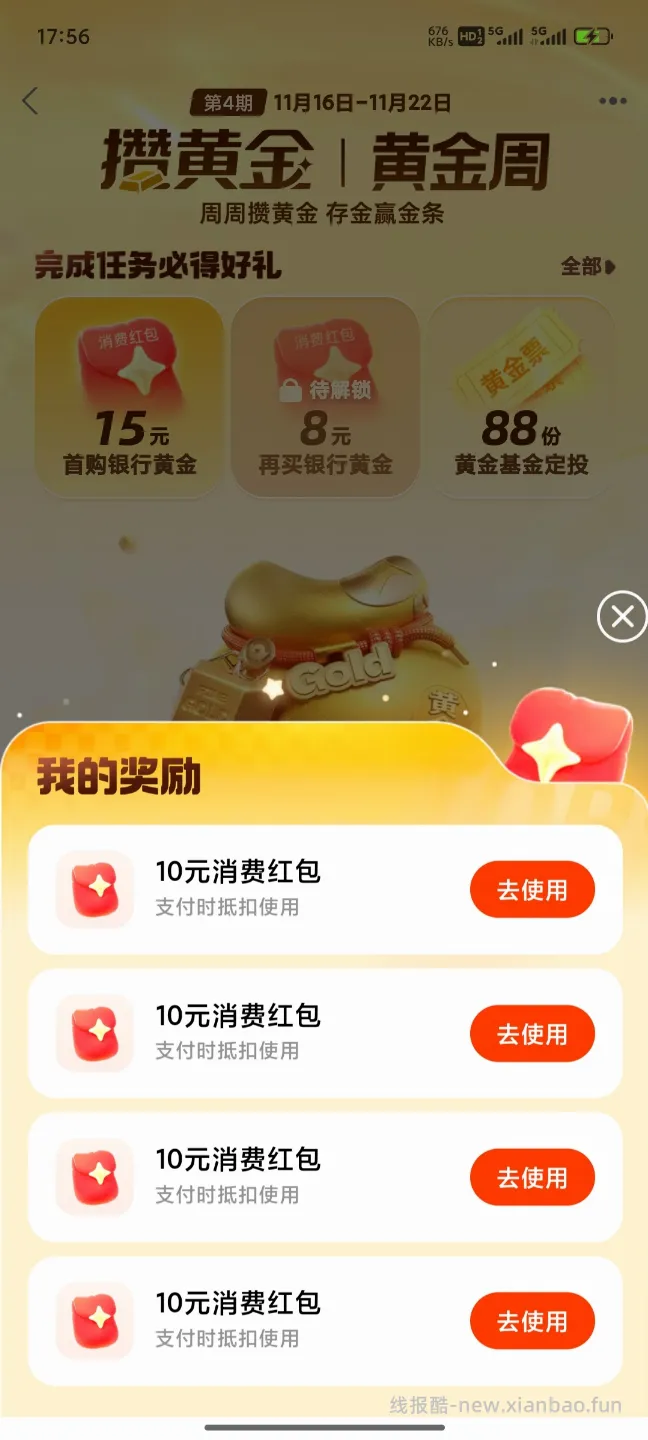 17:56
676 KB/s HD 5G 5G
第4期 11月16日-11月22日
攒黄金 | 黄金周
周周攒黄金 存金赢金条
完成任务必得好礼
全部
消费红包
15元
首购银行黄金
消费红包
待解锁
8元
再买银行黄金
黄金票
88份
黄金基金定投
Gold
黄
我的奖励
10元消费红包
支付时抵扣使用
去使用
10元消费红包
支付时抵扣使用
去使用
10元消费红包
支付时抵扣使用
去使用
10元消费红包
支付时抵扣使用
去使用
线报酷-new.xianbao.fun